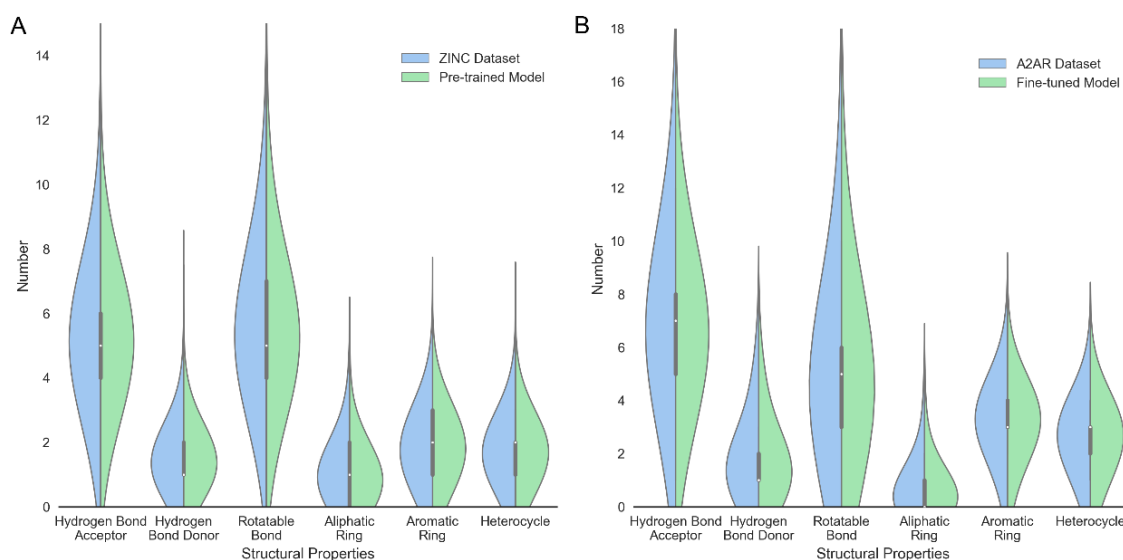 A
ZINC Dataset
Pre-trained Model
Number
14
12
10
8
6
4
2
0
Hydrogen Bond
Acceptor
Hydrogen
Bond Donor
Rotatable
Bond
Aliphatic
Ring
Aromatic
Ring
Heterocycle
Structural Properties
B
A2AR Dataset
Fine-tuned Model
Number
18
16
14
12
10
8
6
4
2
0
Hydrogen Bond
Acceptor
Hydrogen
Bond Donor
Rotatable
Bond
Aliphatic
Ring
Aromatic
Ring
Heterocycle
Structural Properties